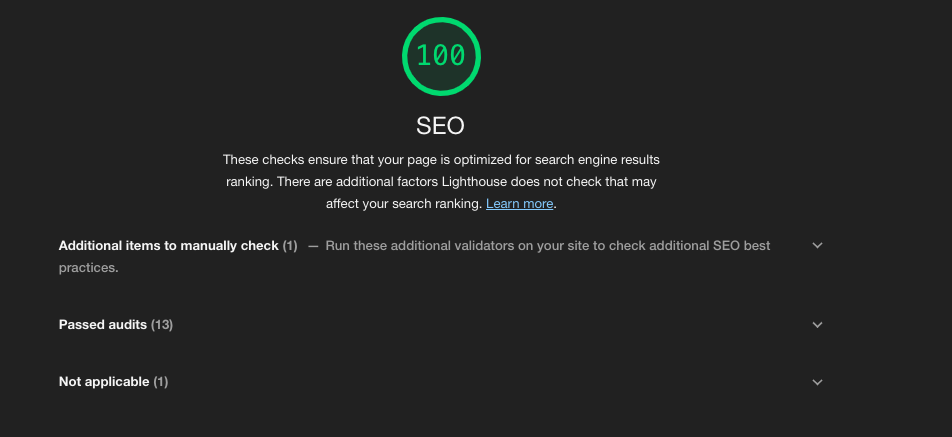 100
SEO
These checks ensure that your page is optimized for search engine results
ranking. There are additional factors Lighthouse does not check that may
affect your search ranking. Learn more.
Additional items to manually check (1) — Run these additional validators on your site to check additional SEO best
practices.
Passed audits (13)
Not applicable (1)